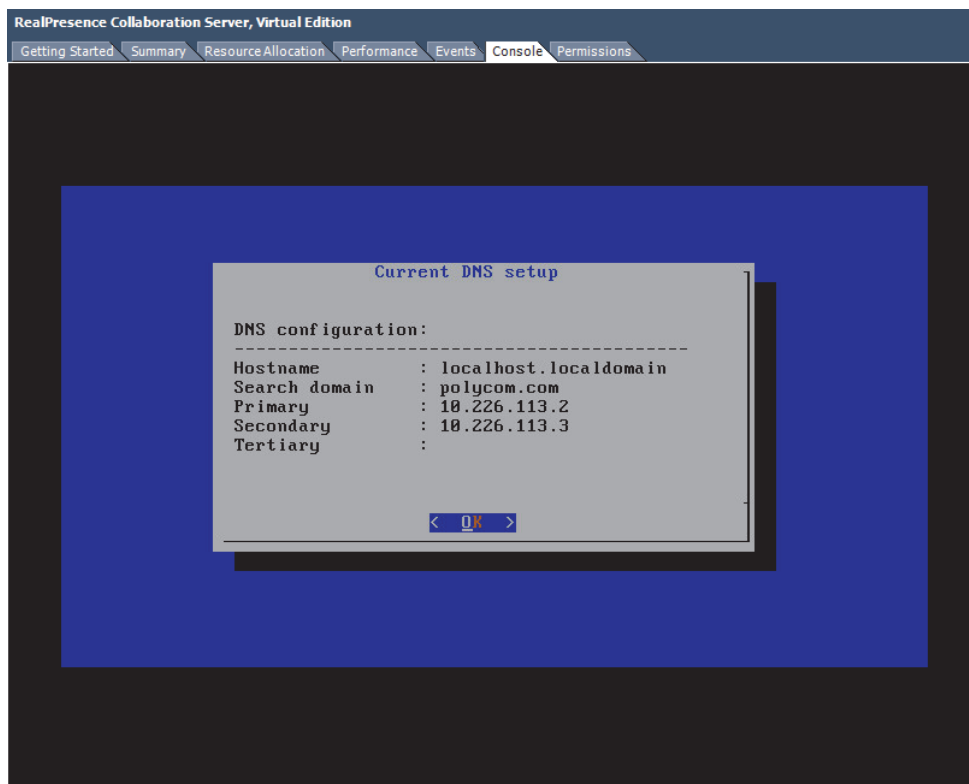 RealPresence Collaboration Server, Virtual Edition
Getting Started Summary Resource Allocation Performance Events Console Permissions
Current DNS setup
DNS configuration:
-------------------------------------------
Hostname : localhost.localdomain
Search domain : polycom.com
Primary : 10.226.113.2
Secondary : 10.226.113.3
Tertiary :
< OK >